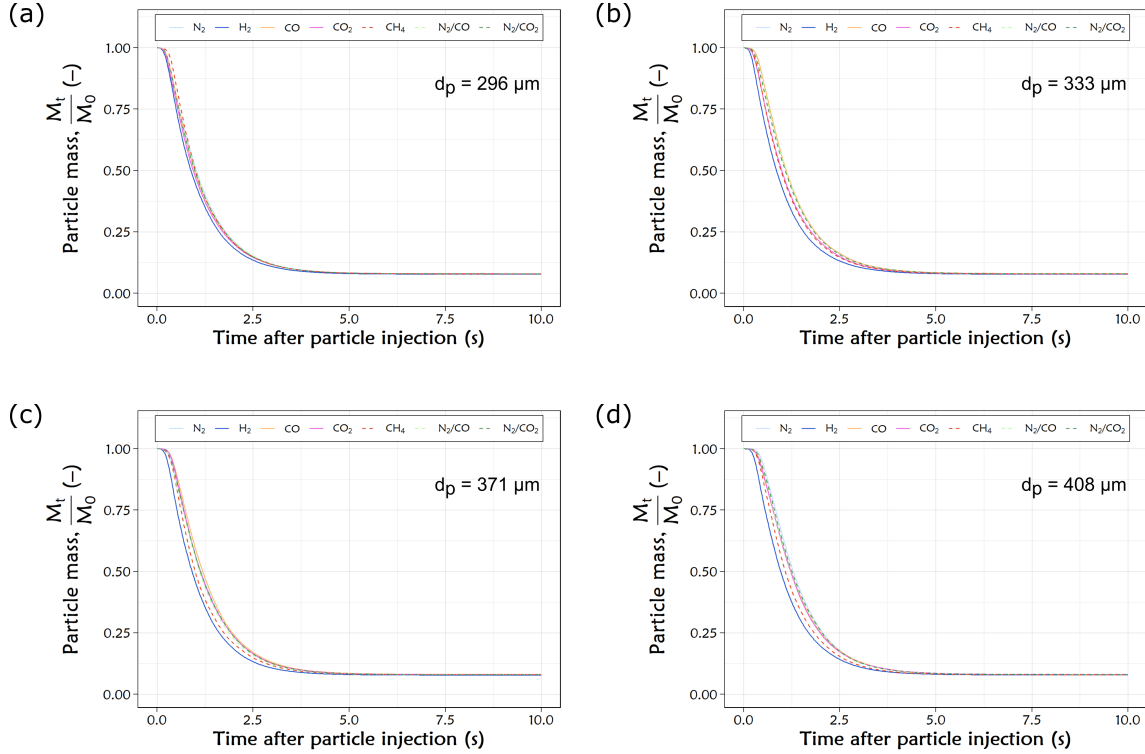 (a)
N₂ H₂ CO CO₂ CH₄ N₂/CO N₂/CO₂
dₚ = 296 µm
Particle mass, Mₜ/M₀ (–)
1.00
0.75
0.50
0.25
0.00
0.0 2.5 5.0 7.5 10.0
Time after particle injection (s)
(b)
N₂ H₂ CO CO₂ CH₄ N₂/CO N₂/CO₂
dₚ = 333 µm
Particle mass, Mₜ/M₀ (–)
1.00
0.75
0.50
0.25
0.00
0.0 2.5 5.0 7.5 10.0
Time after particle injection (s)
(c)
N₂ H₂ CO CO₂ CH₄ N₂/CO N₂/CO₂
dₚ = 371 µm
Particle mass, Mₜ/M₀ (–)
1.00
0.75
0.50
0.25
0.00
0.0 2.5 5.0 7.5 10.0
Time after particle injection (s)
(d)
N₂ H₂ CO CO₂ CH₄ N₂/CO N₂/CO₂
dₚ = 408 µm
Particle mass, Mₜ/M₀ (–)
1.00
0.75
0.50
0.25
0.00
0.0 2.5 5.0 7.5 10.0
Time after particle injection (s)